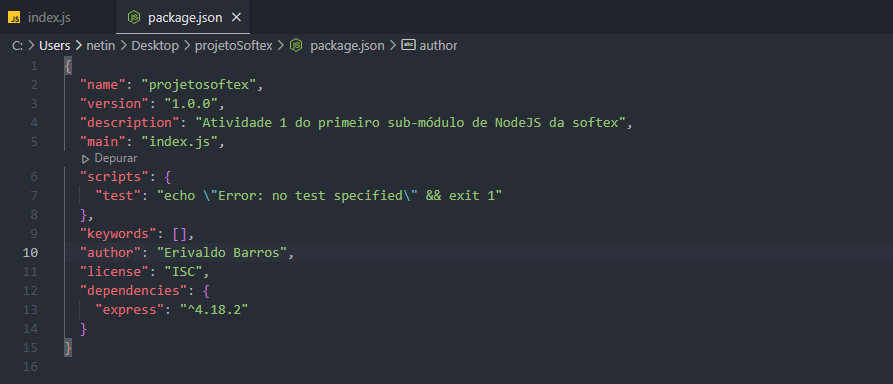 JS index.js package.json ×
C: > Users > netin > Desktop > projetoSoftex > package.json > abc author
1 {
2 "name": "projetosoftex",
3 "version": "1.0.0",
4 "description": "Atividade 1 do primeiro sub-módulo de NodeJS da softex",
5 "main": "index.js",
Depurar
6 "scripts": {
7 "test": "echo \"Error: no test specified\" && exit 1"
8 },
9 "keywords": [],
10 "author": "Erivaldo Barros",
11 "license": "ISC",
12 "dependencies": {
13 "express": "^4.18.2"
14 }
15 }
16